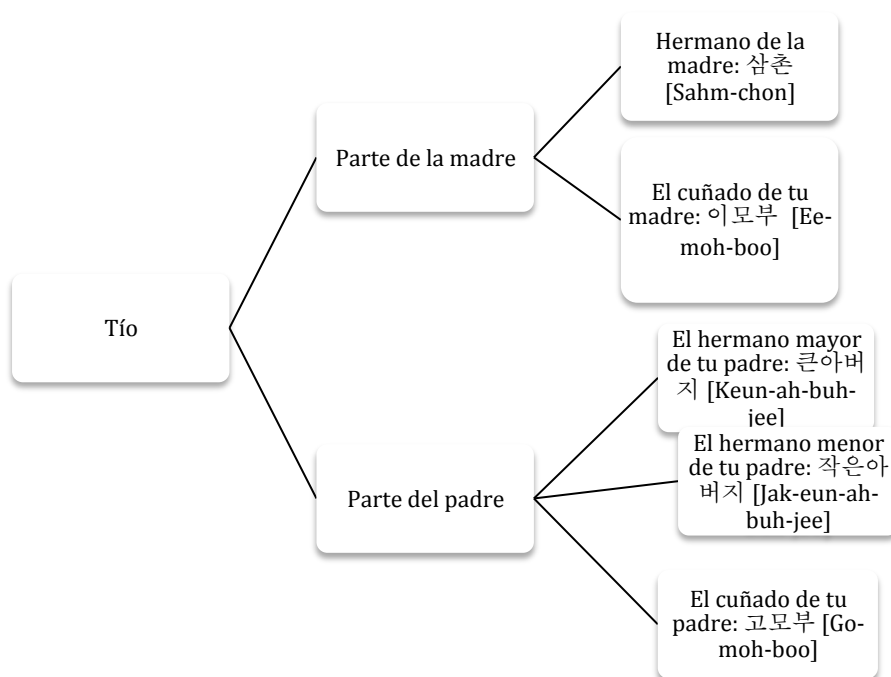 Tío
Parte de la madre
Hermano de la
madre: 삼촌
[Sahm-chon]
El cuñado de tu
madre: 이모부 [Ee-
moh-boo]
Parte del padre
El hermano mayor
de tu padre: 큰아버
지 [Keun-ah-buh-
jee]
El hermano menor
de tu padre: 작은아
버지 [Jak-eun-ah-
buh-jee]
El cuñado de tu
padre: 고모부 [Go-
moh-boo]